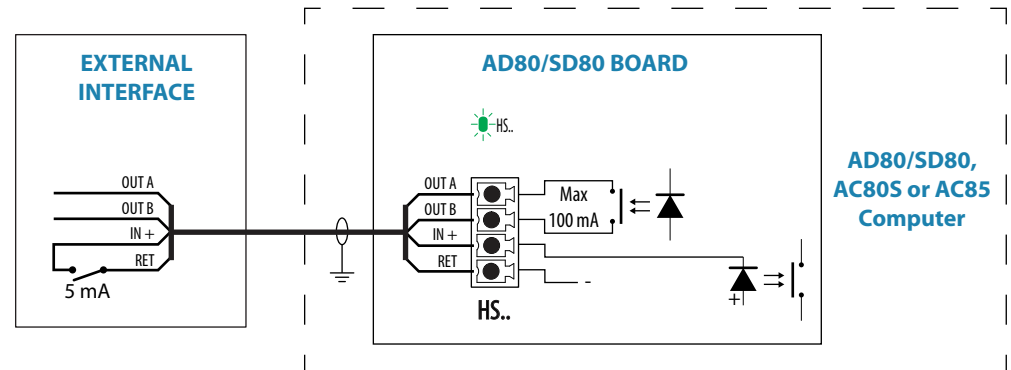 EXTERNAL
INTERFACE
OUT A
OUT B
IN +
RET
5 mA
AD80/SD80 BOARD
HS..
OUT A
OUT B
IN +
RET
HS..
Max
100 mA
-
+
AD80/SD80,
AC80S or AC85
Computer